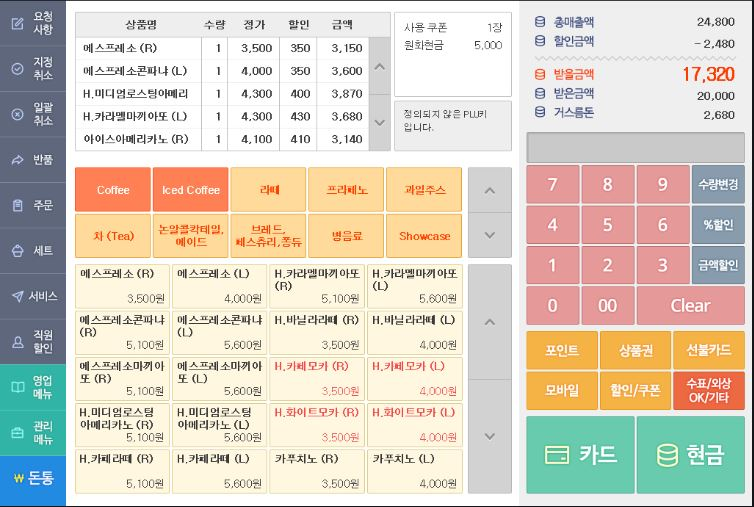 요청
사항
지정
취소
일괄
취소
반품
주문
세트
서비스
직원
할인
영업
메뉴
관리
메뉴
₩ 돈통
상품명 수량 정가 할인 금액
에스프레소 (R) 1 3,500 350 3,150
에스프레소콘파냐 (L) 1 4,000 350 3,600
H.미디엄로스팅아메리 1 4,300 400 3,870
H.카라멜마끼아또 (L) 1 4,300 430 3,680
아이스아메리카노 (R) 1 4,100 410 3,140
사용 쿠폰 1장
원화현금 5,000
정의되지 않은 PLU키
입니다.
Coffee Iced Coffee 라떼 프라페노 과일주스
차 (Tea) 논알콜칵테일, 에이드 브레드, 페스츄리,쫑듀 병음료 Showcase
에스프레소 (R) 에스프레소 (L) H.카라멜마끼아또 (R) H.카라멜마끼아또 (L)
3,500원 4,000원 5,100원 5,600원
에스프레소콘파냐 (R) 에스프레소콘파냐 (L) H.바닐라라떼 (R) H.바닐라라떼 (L)
5,100원 5,600원 3,500원 4,000원
에스프레소마끼아또 (R) 에스프레소마끼아또 (L) H.카페모카 (R) H.카페모카 (L)
5,100원 5,600원 3,500원 4,000원
H.미디엄로스팅아메리카노 (R) H.미디엄로스팅아메리카노 (L) H.화이트모카 (R) H.화이트모카 (L)
5,100원 5,600원 3,500원 4,000원
H.카페라떼 (R) H.카페라떼 (L) 카푸치노 (R) 카푸치노 (L)
5,100원 5,600원 3,500원 4,000원
총매출액 24,800
할인금액 - 2,480
받을금액 17,320
받은금액 20,000
거스름돈 2,680
7 8 9 수량변경
4 5 6 %할인
1 2 3 금액할인
0 00 Clear
포인트 상품권 선불카드
모바일 할인/쿠폰 수표/외상
OK/기타
카드 현금